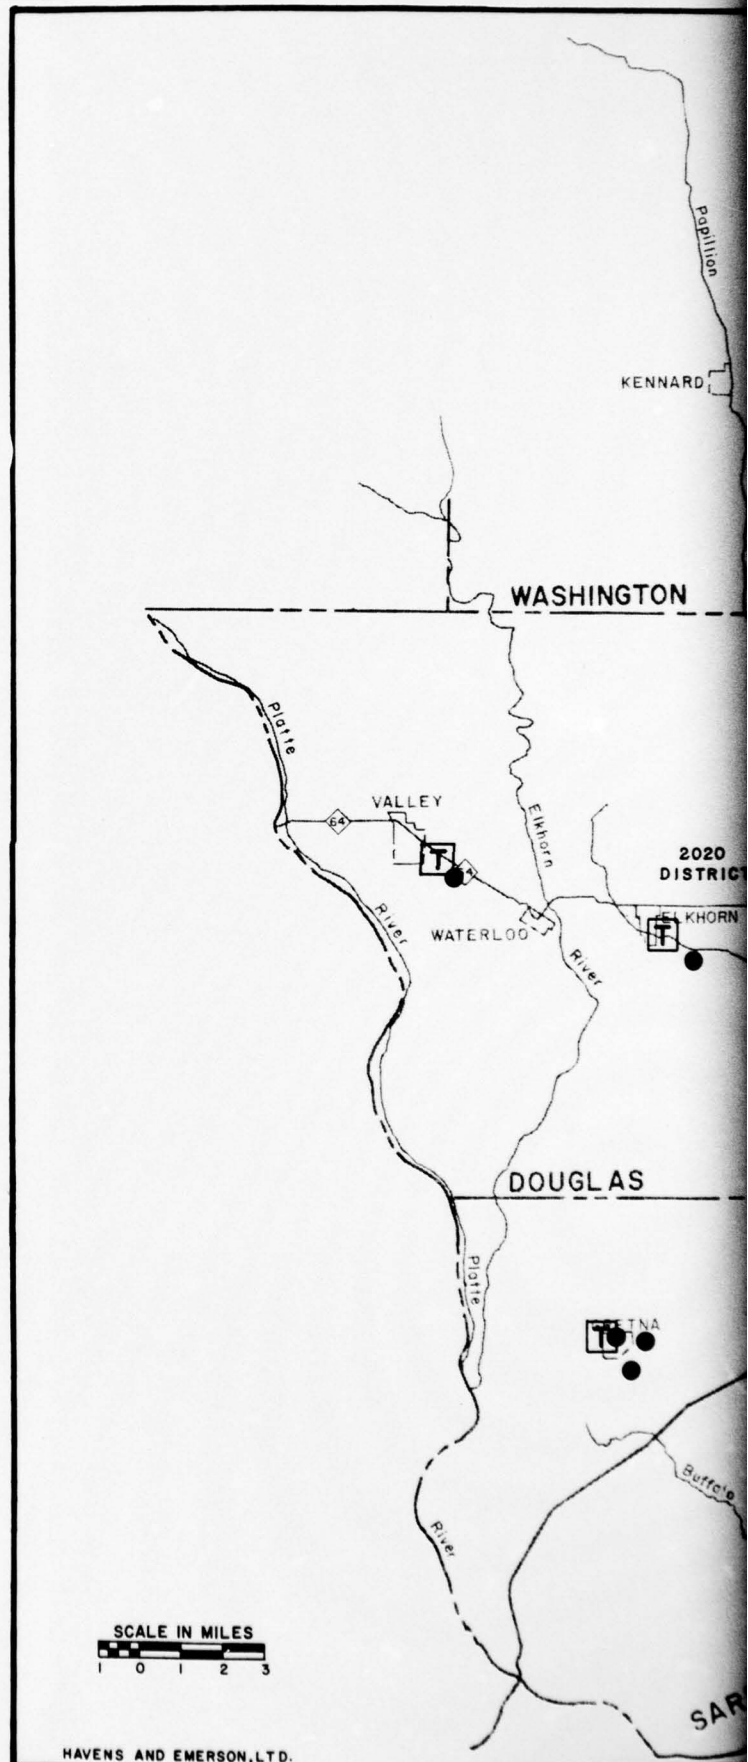 Papillion
KENNARD
WASHINGTON
Platte
VALLEY
64
T
Elkhorn
2020
DISTRICT
ELKHORN
T
WATERLOO
River
River
DOUGLAS
Platte
GRETNA
T
Buffalo
River
SCALE IN MILES
1 0 1 2 3
HAVENS AND EMERSON, LTD.